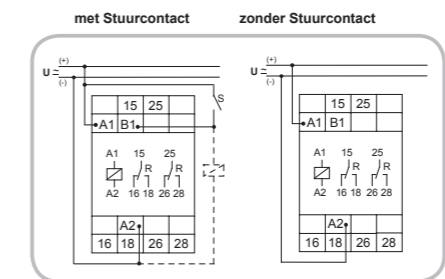 met Stuurcontact zonder Stuurcontact
(+) (+)
U U
(-) (-)
S
15 25 15 25
A1 B1 A1 B1
A1 15 25 A1 15 25
R R R R
A2 16 18 26 28 A2 16 18 26 28
A2 A2
16 18 26 28 16 18 26 28